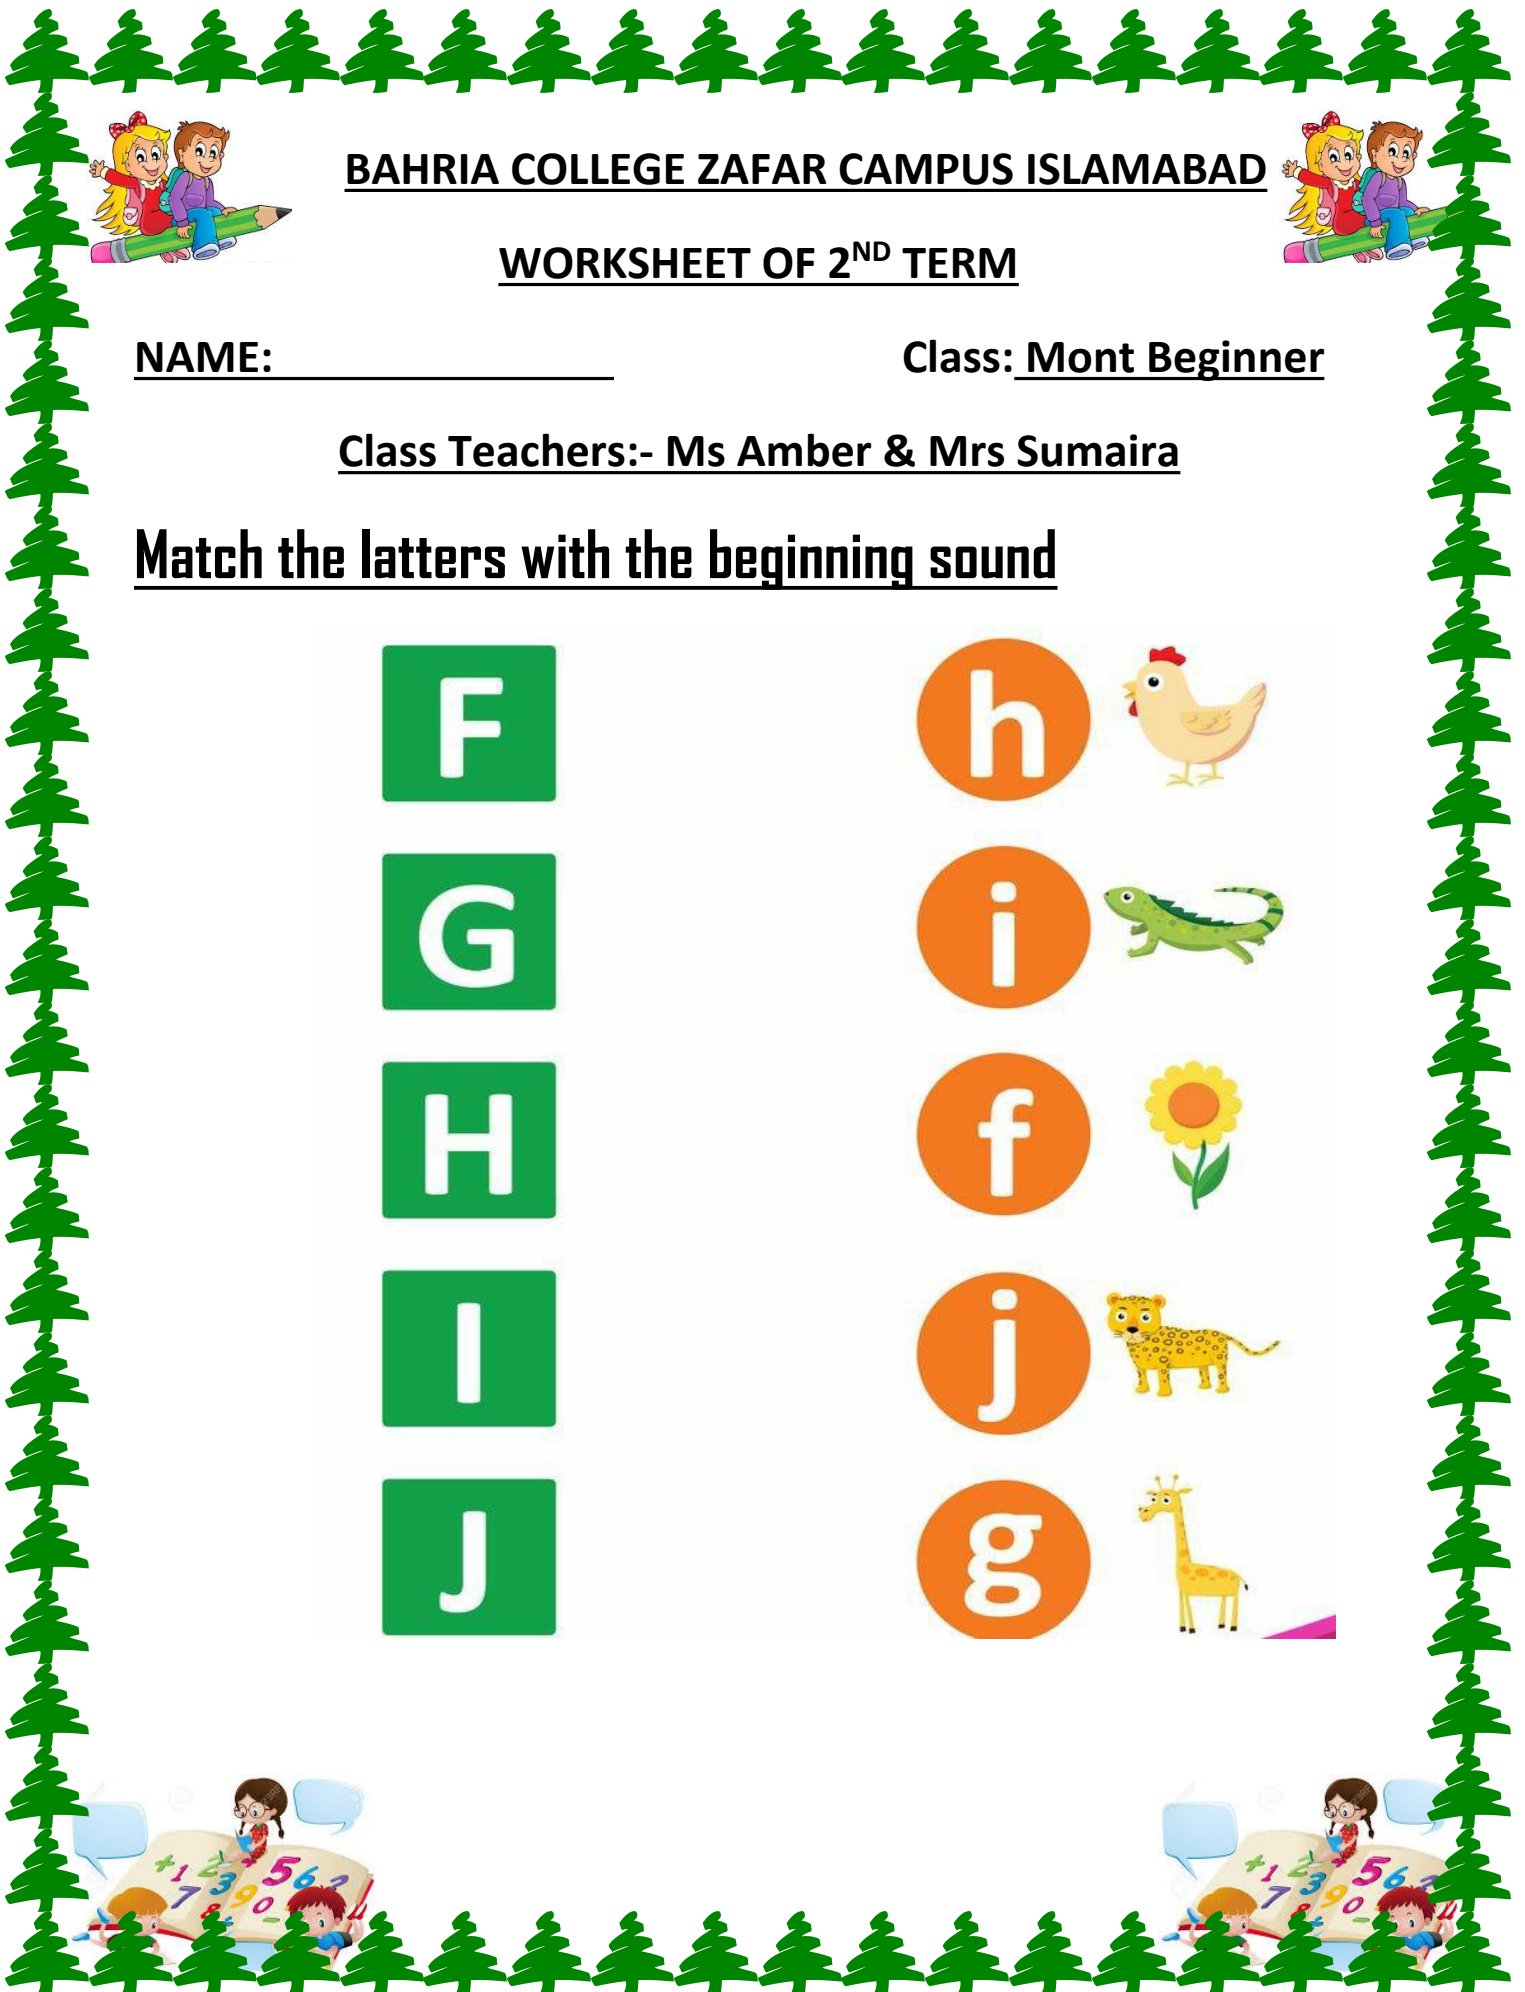 BAHRIA COLLEGE ZAFAR CAMPUS ISLAMABAD
WORKSHEET OF 2ND TERM
NAME: Class: Mont Beginner
Class Teachers:- Ms Amber & Mrs Sumaira
Match the latters with the beginning sound
F h
G i
H f
I j
J g